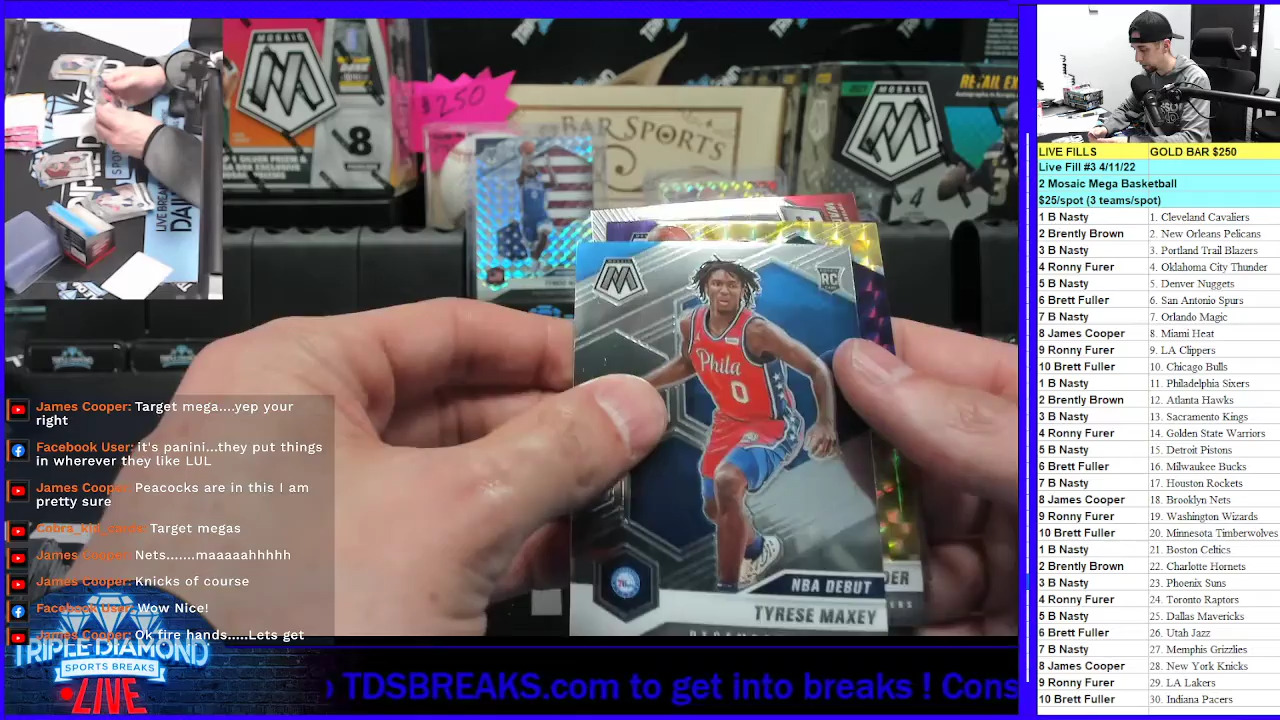 MOSAIC
8
$250
BAR SPORTS
MOSAIC
4
RETAIL EX
MOSAIC
RC
Phila
0
NBA DEBUT
TYRESE MAXEY
DER
James Cooper: Target mega....yep your
right
Facebook User: it's panini...they put things
in wherever they like LUL
James Cooper: Peacocks are in this I am
pretty sure
Target megas
James Cooper: Nets.......maaaaahhhhh
James Cooper: Knicks of course
Facebook User: Wow Nice!
James Cooper: Ok fire hands.....Lets get
TRIPLE DIAMOND
SPORTS BREAKS
LIVE
TDSBREAKS.com to get into breaks ! Cons
LIVE FILLS GOLD BAR $250
Live Fill #3 4/11/22
2 Mosaic Mega Basketball
$25/spot (3 teams/spot)
1 B Nasty 1. Cleveland Cavaliers
2 Brently Brown 2. New Orleans Pelicans
3 B Nasty 3. Portland Trail Blazers
4 Ronny Furer 4. Oklahoma City Thunder
5 B Nasty 5. Denver Nuggets
6 Brett Fuller 6. San Antonio Spurs
7 B Nasty 7. Orlando Magic
8 James Cooper 8. Miami Heat
9 Ronny Furer 9. LA Clippers
10 Brett Fuller 10. Chicago Bulls
1 B Nasty 11. Philadelphia Sixers
2 Brently Brown 12. Atlanta Hawks
3 B Nasty 13. Sacramento Kings
4 Ronny Furer 14. Golden State Warriors
5 B Nasty 15. Detroit Pistons
6 Brett Fuller 16. Milwaukee Bucks
7 B Nasty 17. Houston Rockets
8 James Cooper 18. Brooklyn Nets
9 Ronny Furer 19. Washington Wizards
10 Brett Fuller 20. Minnesota Timberwolves
1 B Nasty 21. Boston Celtics
2 Brently Brown 22. Charlotte Hornets
3 B Nasty 23. Phoenix Suns
4 Ronny Furer 24. Toronto Raptors
5 B Nasty 25. Dallas Mavericks
6 Brett Fuller 26. Utah Jazz
7 B Nasty 27. Memphis Grizzlies
8 James Cooper 28. New York Knicks
9 Ronny Furer 29. LA Lakers
10 Brett Fuller 30. Indiana Pacers